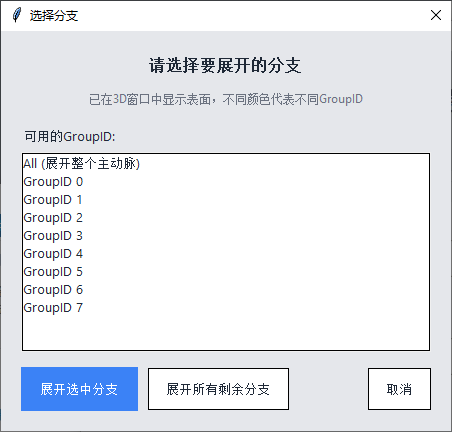 选择分支
请选择要展开的分支
已在3D窗口中显示表面，不同颜色代表不同GroupID
可用的GroupID:
All (展开整个主动脉)
GroupID 0
GroupID 1
GroupID 2
GroupID 3
GroupID 4
GroupID 5
GroupID 6
GroupID 7
展开选中分支
展开所有剩余分支
取消